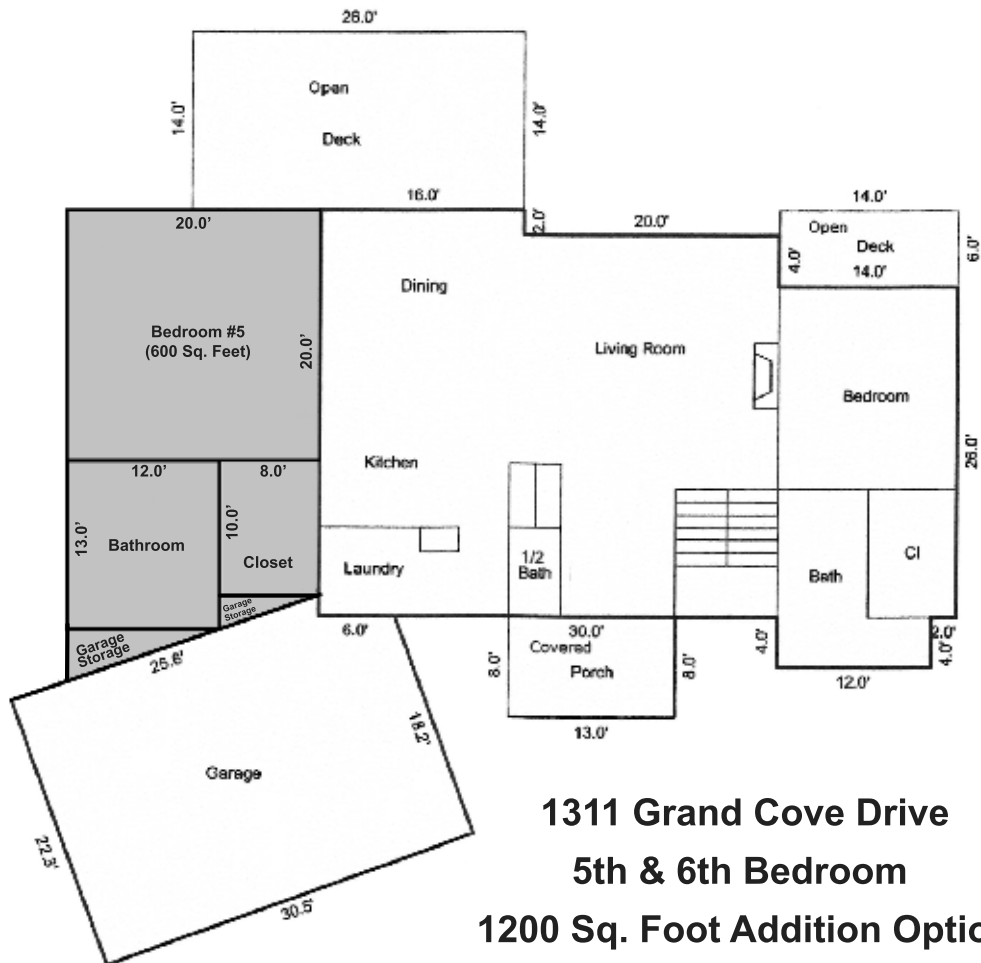 26.0'
Open
14.0'
14.0'
Deck
16.0'
14.0'
20.0'
2.0'
20.0'
Open
Deck
6.0'
4.0'
14.0'
Dining
Bedroom #5
(600 Sq. Feet)
20.0'
Living Room
Bedroom
26.0'
12.0'
8.0'
Kitchen
13.0'
10.0'
Bathroom
Closet
Laundry
1/2
Bath
Bath
Cl
Garage
Storage
Garage
Storage
25.6'
6.0'
30.0'
4.0'
2.0'
4.0'
Covered
Porch
8.0'
8.0'
12.0'
13.0'
18.2'
Garage
22.3'
30.5'
1311 Grand Cove Drive
5th & 6th Bedroom
1200 Sq. Foot Addition Optio